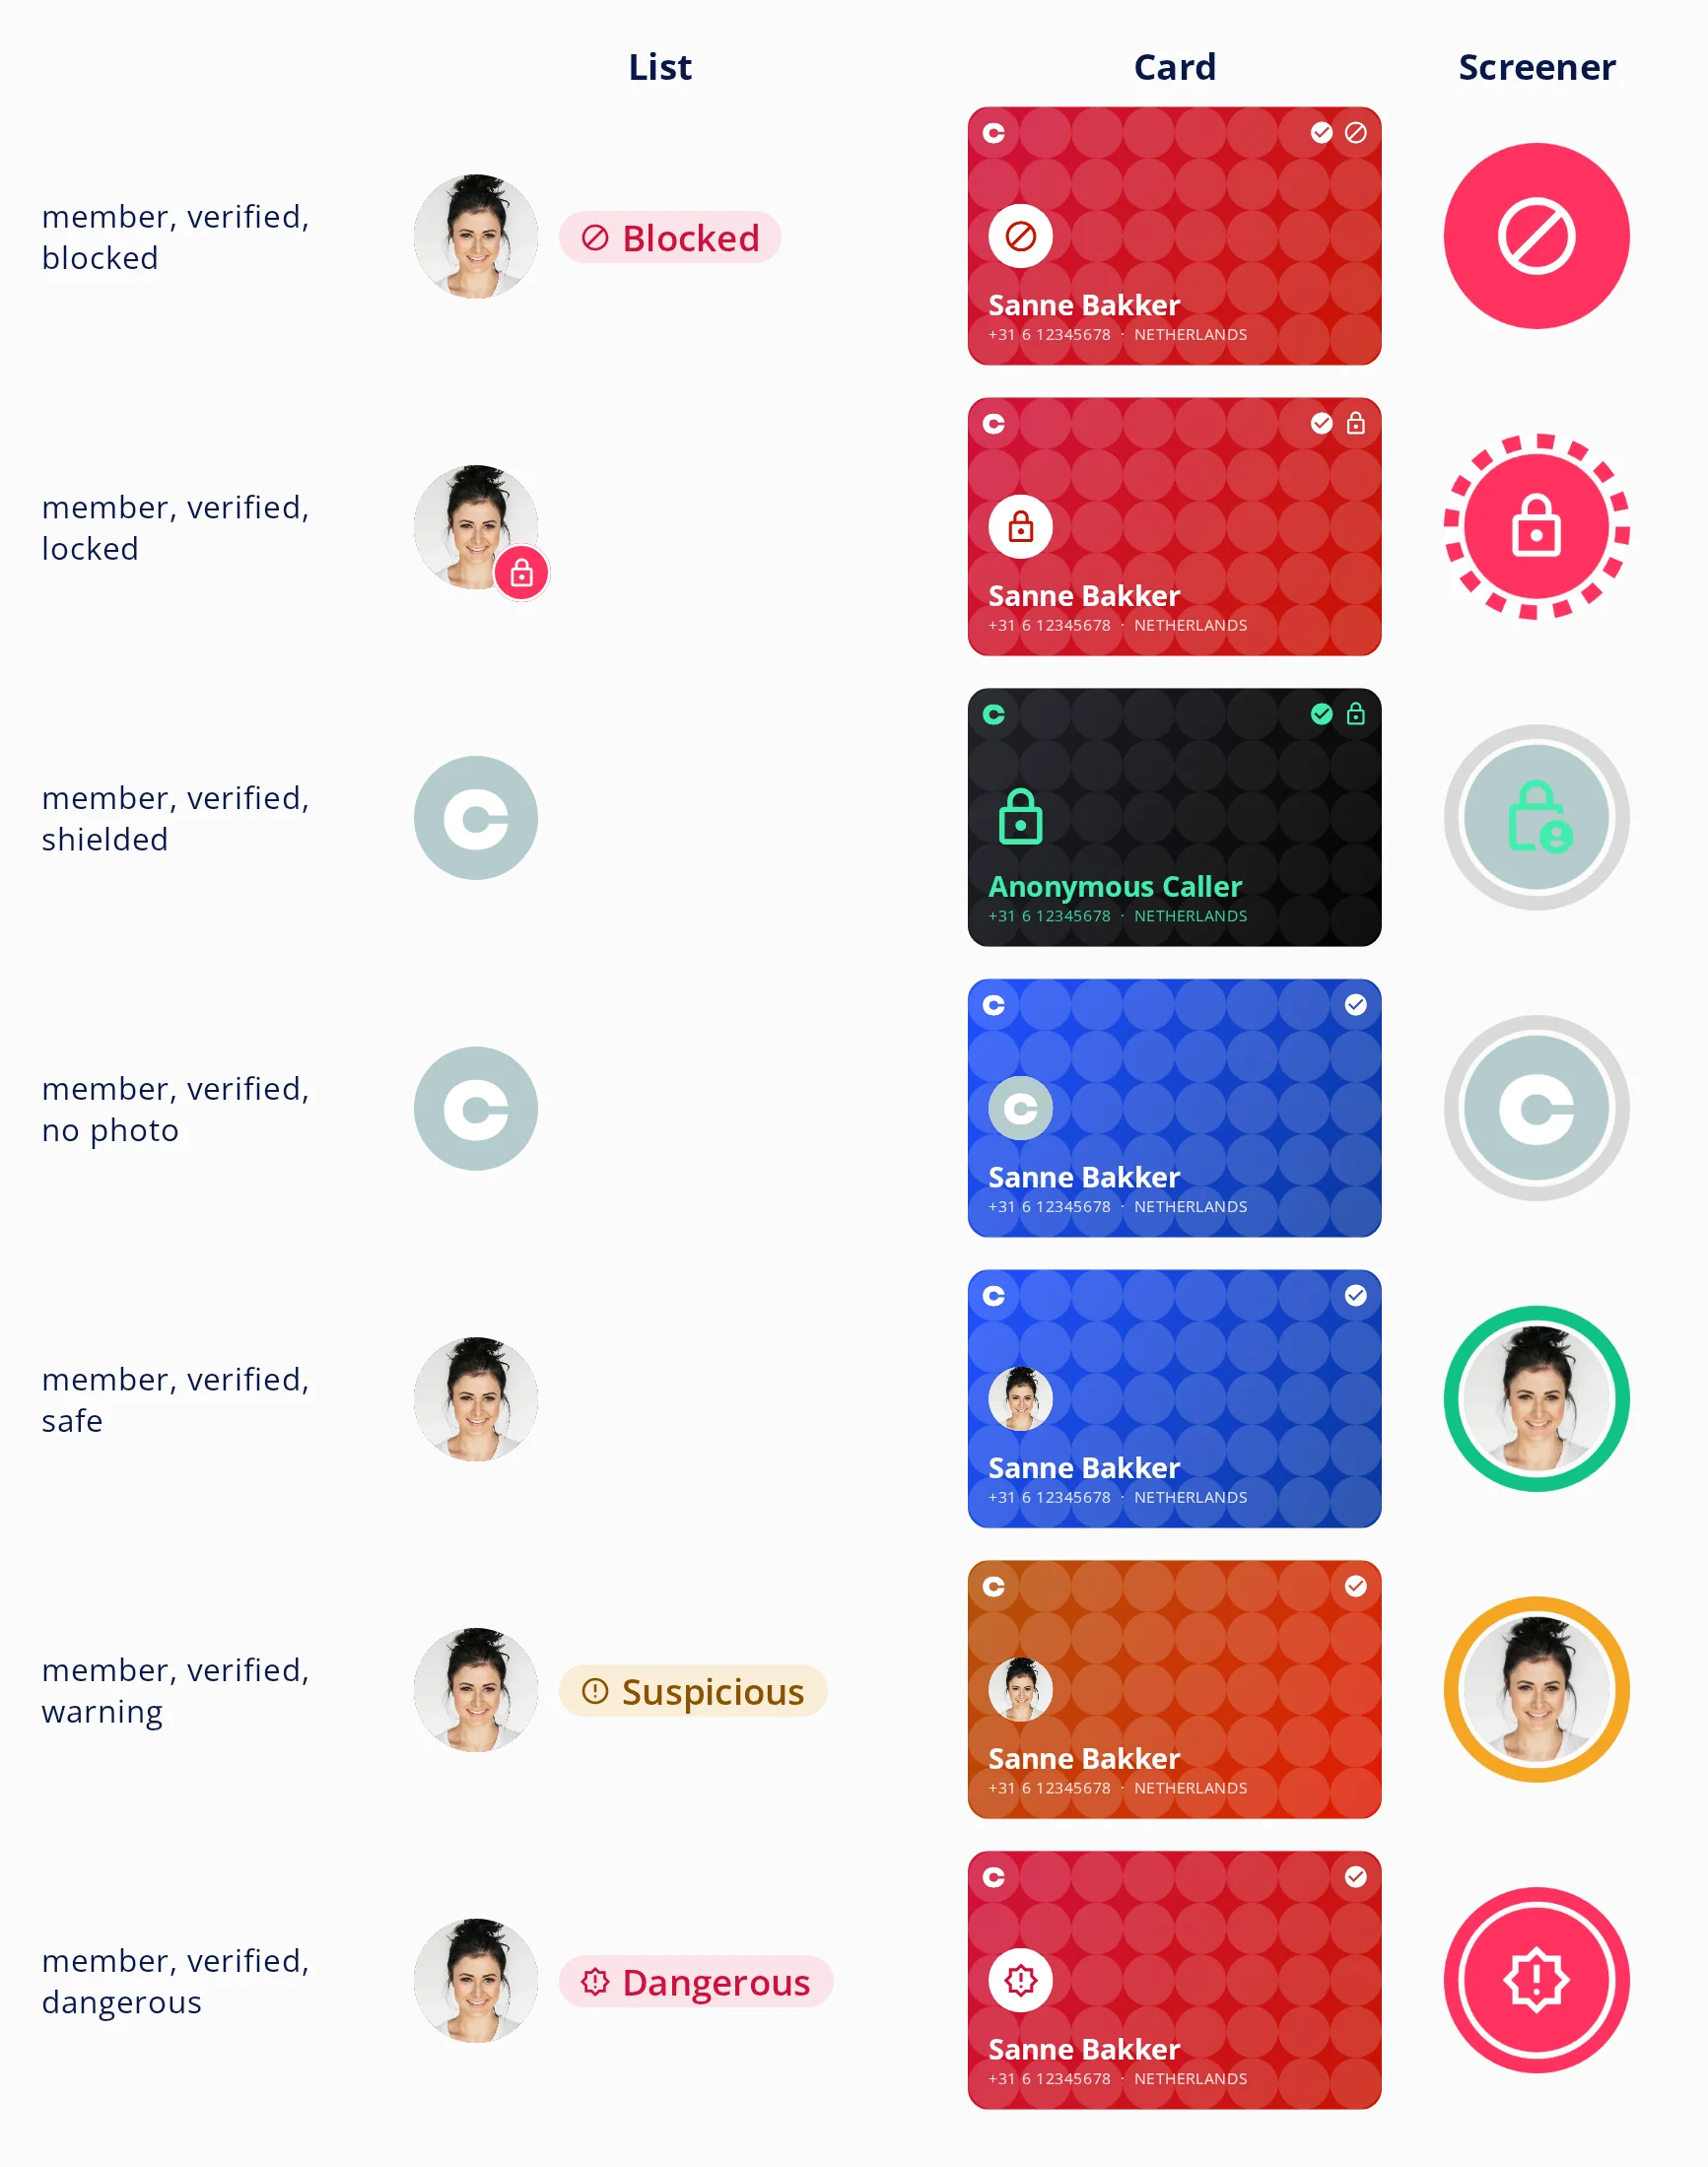 List Card Screener
member, verified,
blocked
Blocked
Sanne Bakker
+31 6 12345678 · NETHERLANDS
member, verified,
locked
Sanne Bakker
+31 6 12345678 · NETHERLANDS
member, verified,
shielded
Anonymous Caller
+31 6 12345678 · NETHERLANDS
member, verified,
no photo
Sanne Bakker
+31 6 12345678 · NETHERLANDS
member, verified,
safe
Sanne Bakker
+31 6 12345678 · NETHERLANDS
member, verified,
warning
Suspicious
Sanne Bakker
+31 6 12345678 · NETHERLANDS
member, verified,
dangerous
Dangerous
Sanne Bakker
+31 6 12345678 · NETHERLANDS